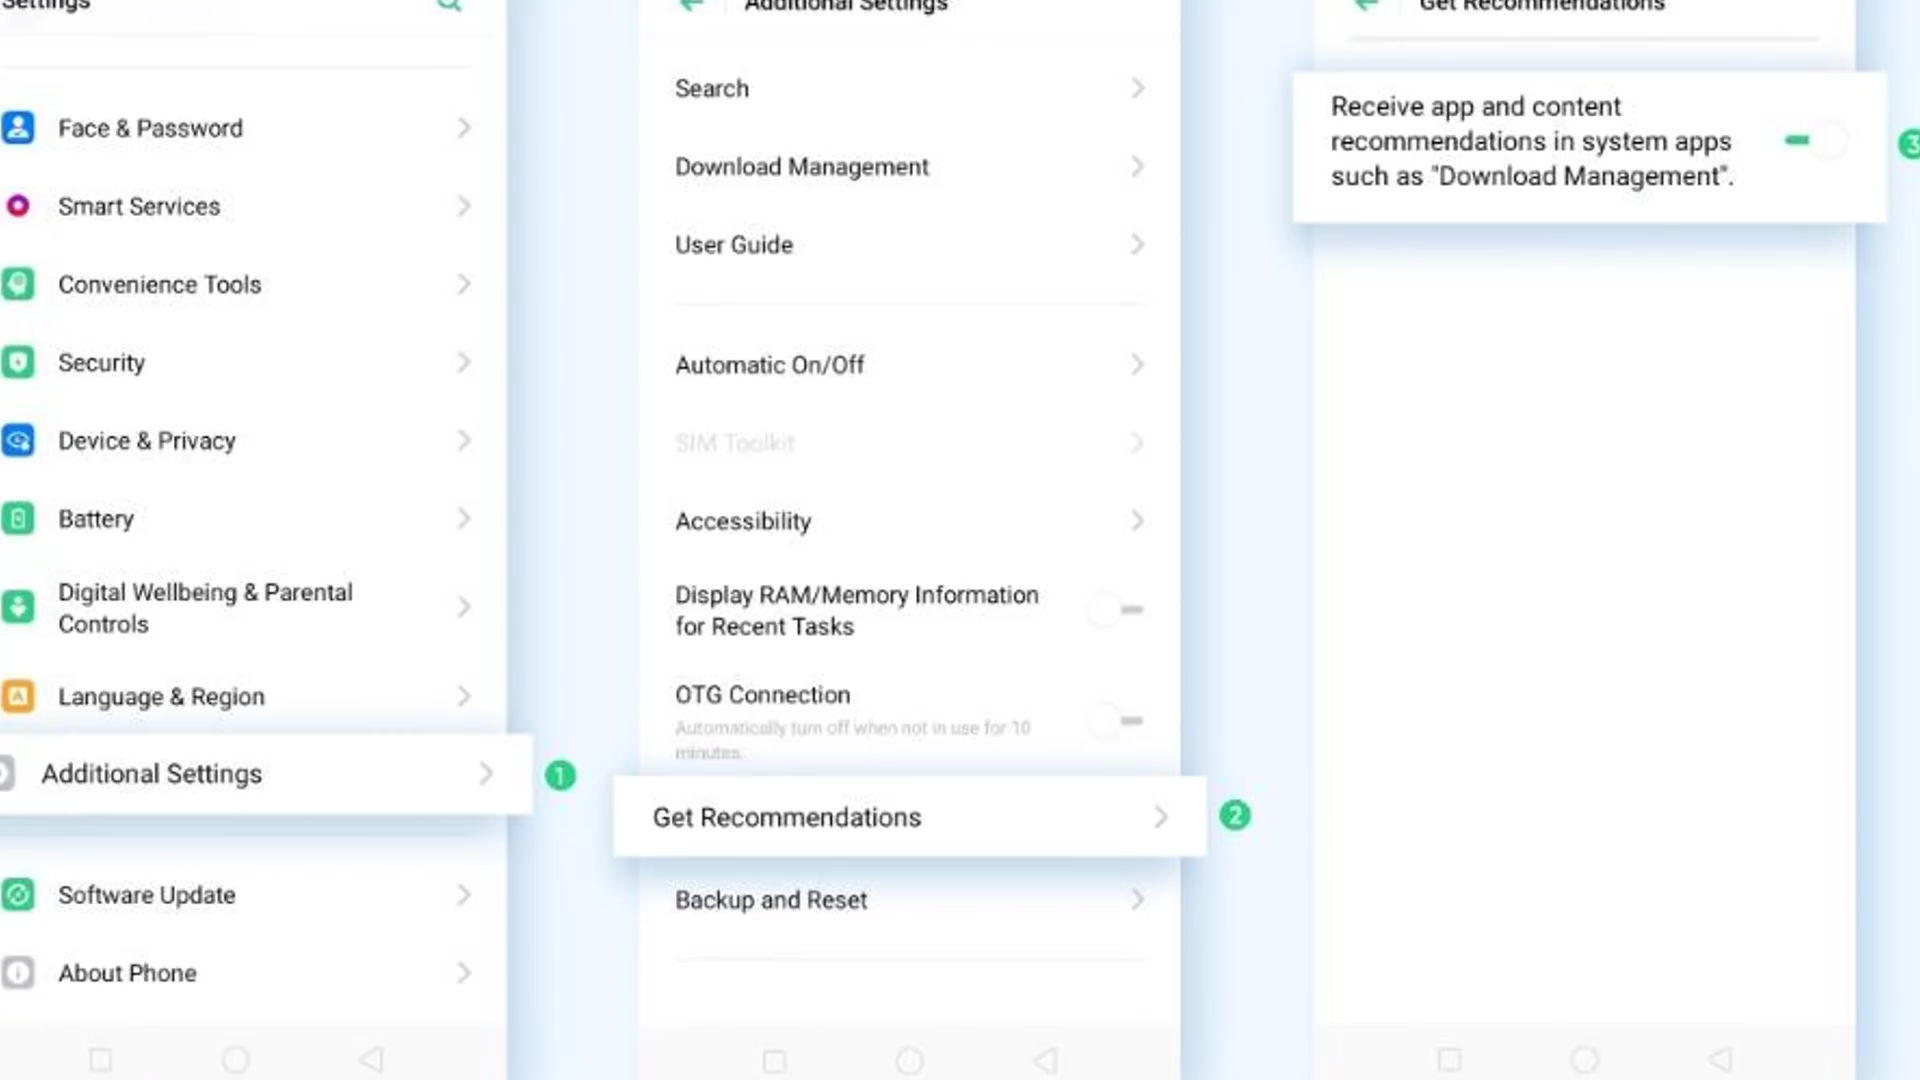 Settings
Face & Password
Smart Services
Convenience Tools
Security
Device & Privacy
Battery
Digital Wellbeing & Parental
Controls
Language & Region
Additional Settings
1
Software Update
About Phone
Additional Settings
Search
Download Management
User Guide
Automatic On/Off
SIM Toolkit
Accessibility
Display RAM/Memory Information
for Recent Tasks
OTG Connection
Automatically turn off when not in use for 10
minutes.
Get Recommendations
2
Backup and Reset
Get Recommendations
Receive app and content
recommendations in system apps
such as "Download Management".
3